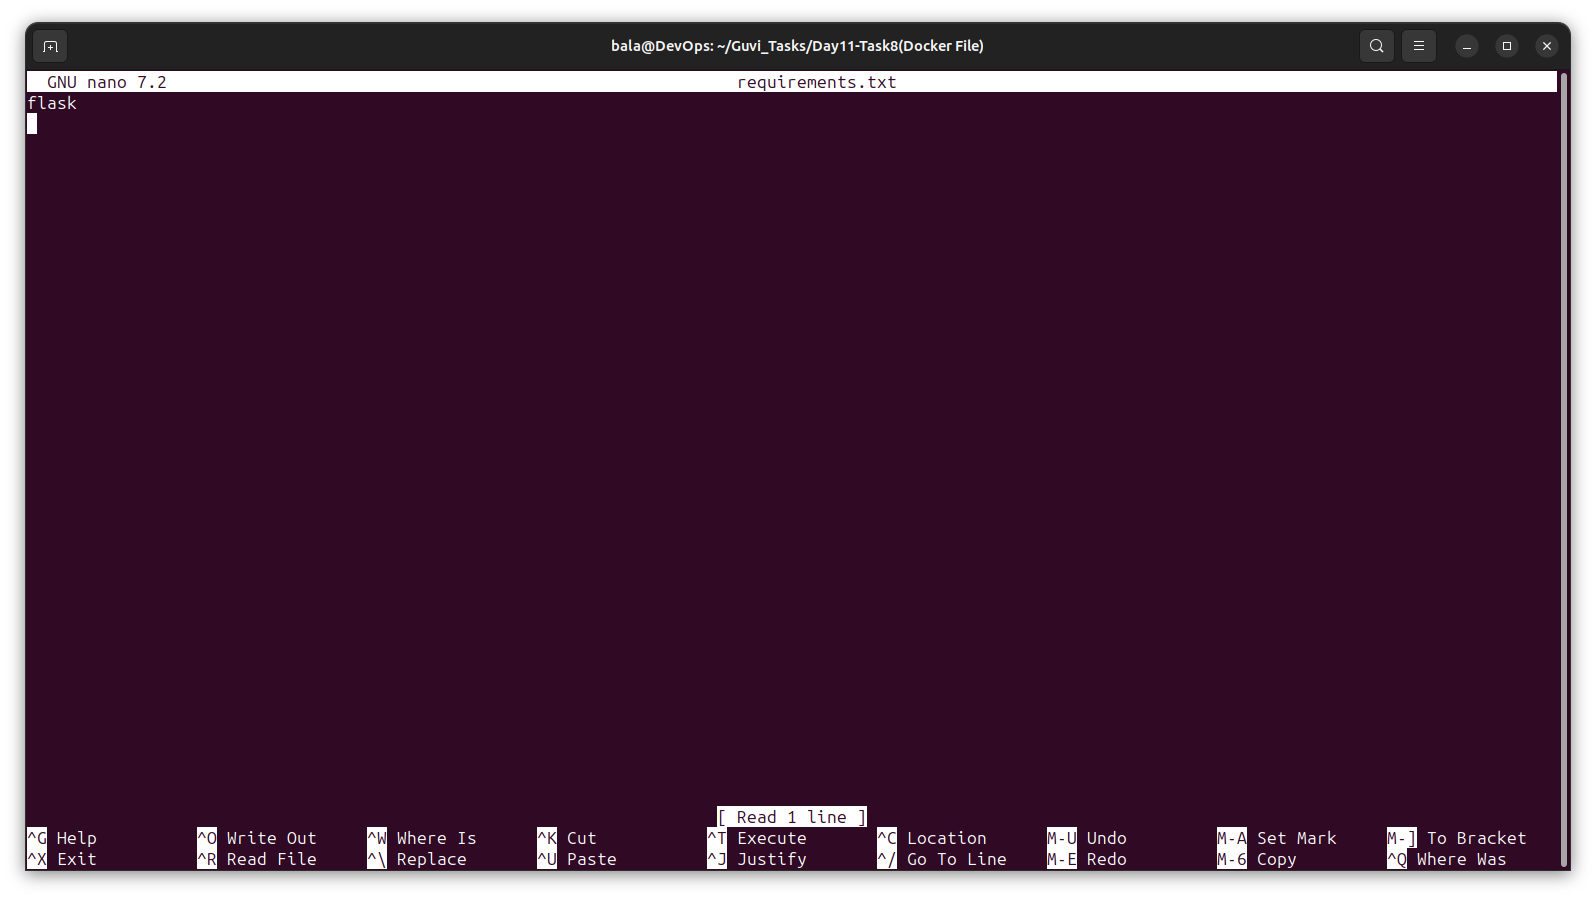 bala@DevOps: ~/Guvi_Tasks/Day11-Task8(Docker File)
GNU nano 7.2 requirements.txt
flask
[ Read 1 line ]
^G Help ^O Write Out ^W Where Is ^K Cut ^T Execute ^C Location M-U Undo M-A Set Mark M-] To Bracket
^X Exit ^R Read File ^\ Replace ^U Paste ^J Justify ^/ Go To Line M-E Redo M-6 Copy ^Q Where Was